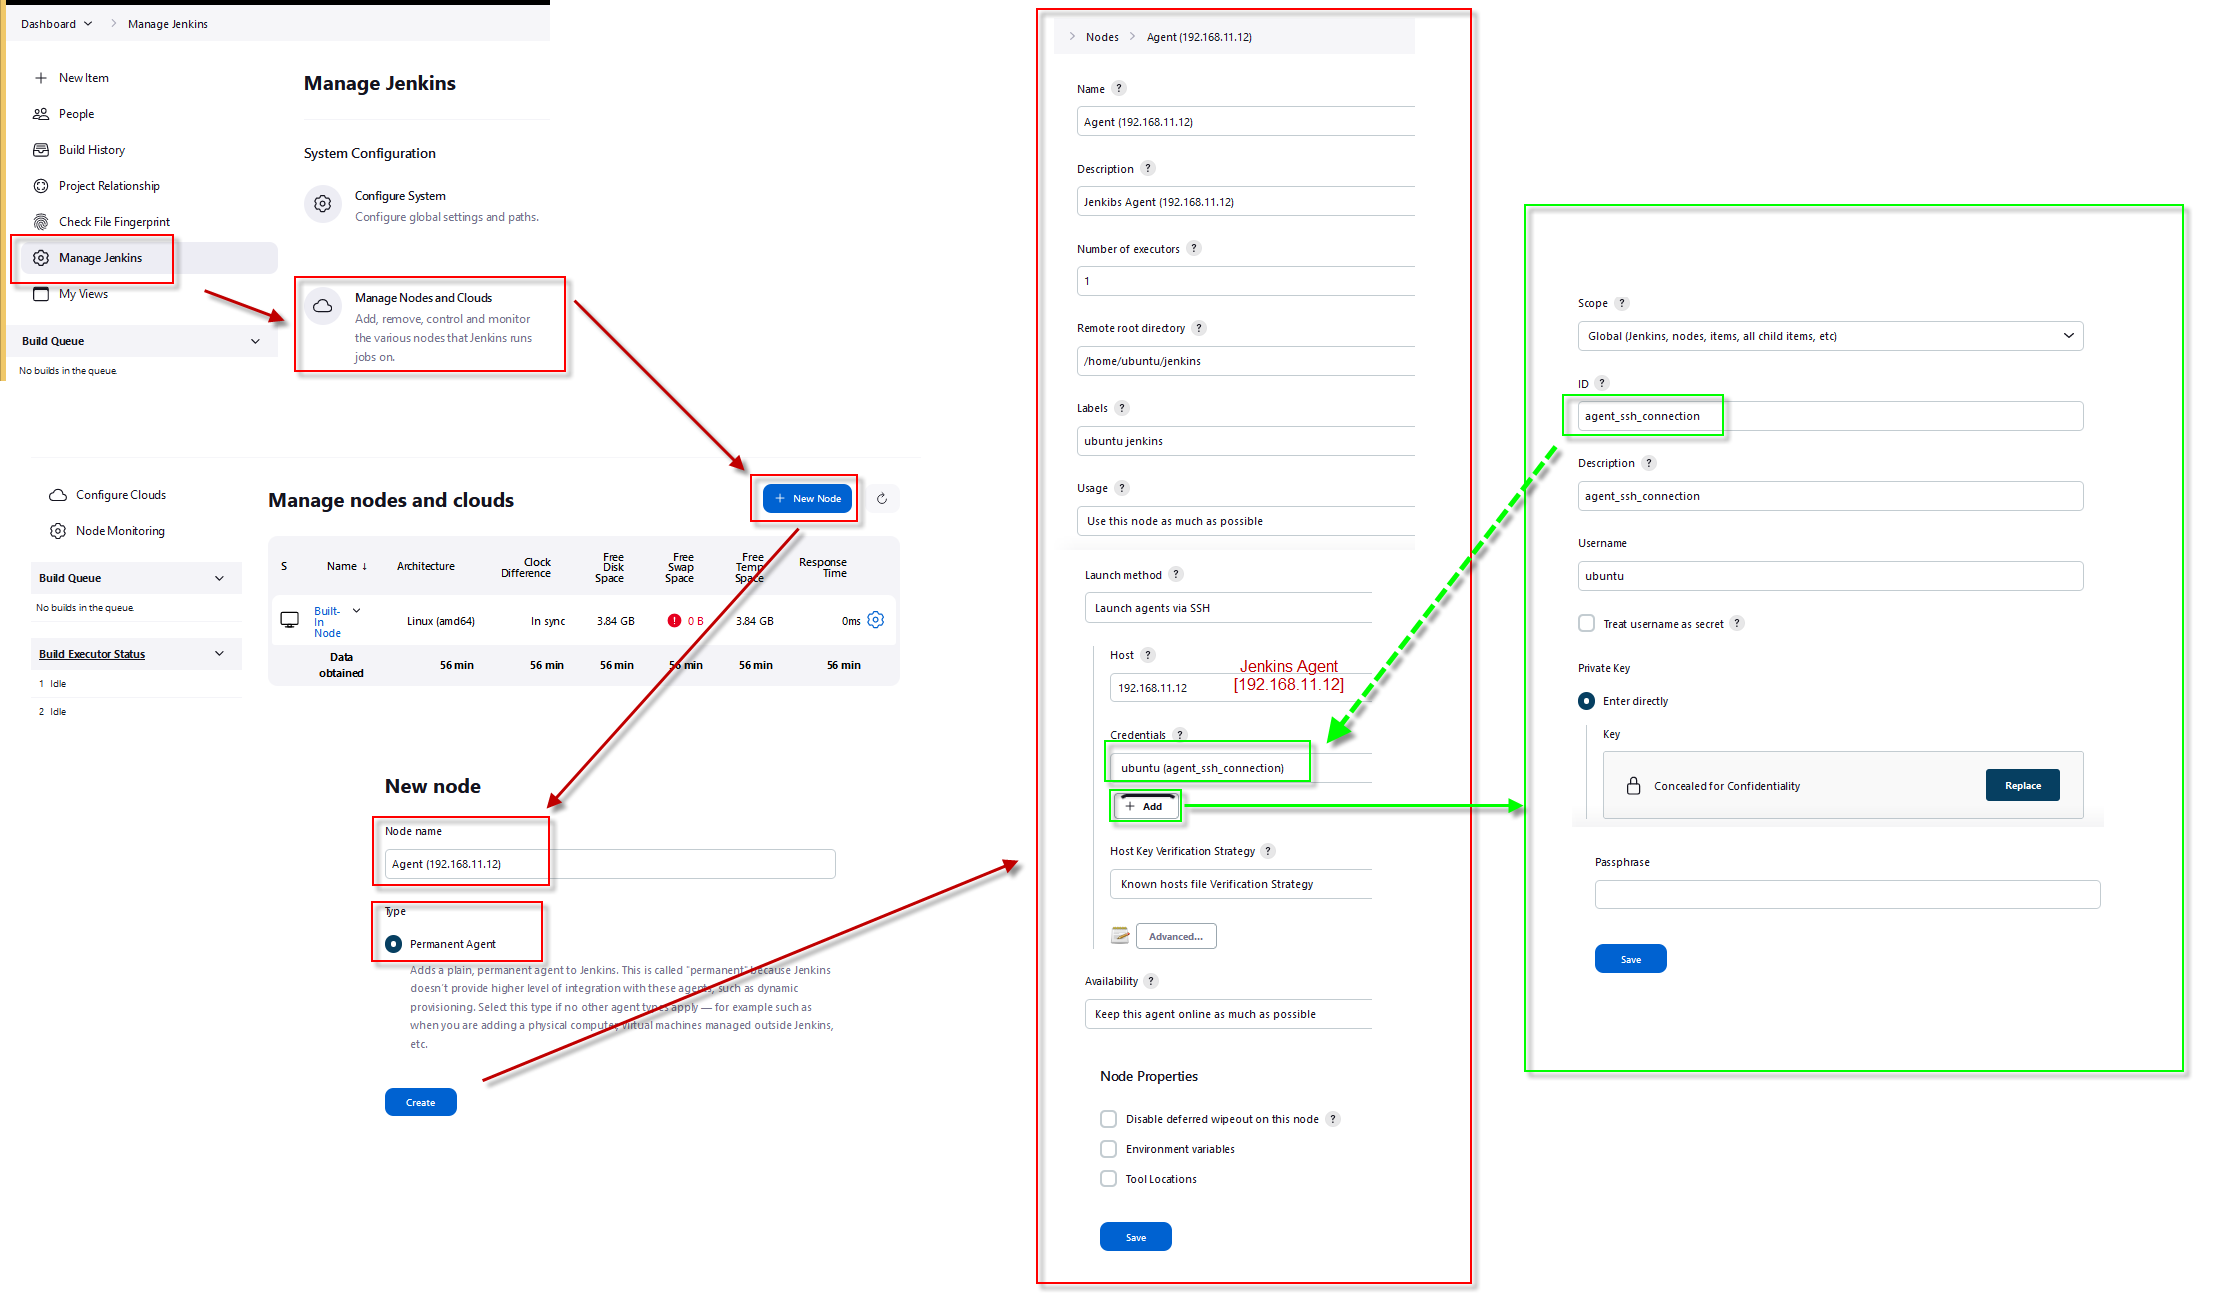 Dashboard
Manage Jenkins
New Item
People
Build History
Project Relationship
Check File Fingerprint
Manage Jenkins
My Views
Build Queue
No builds in the queue.
Manage Jenkins
System Configuration
Configure System
Configure global settings and paths.
Manage Nodes and Clouds
Add, remove, control and monitor
the various nodes that Jenkins runs
jobs on.
Configure Clouds
Node Monitoring
Build Queue
No builds in the queue.
Build Executor Status
1 Idle
2 Idle
Manage nodes and clouds
+ New Node
S
Name ↓
Architecture
Clock
Difference
Free
Disk
Space
Free
Swap
Space
Free
Temp
Space
Response
Time
Built-
In
Node
Linux (amd64)
In sync
3.84 GB
0 B
3.84 GB
0ms
Data
obtained
56 min
56 min
56 min
56 min
56 min
56 min
New node
Node name
Agent (192.168.11.12)
Type
Permanent Agent
Adds a plain, permanent agent to Jenkins. This is called "permanent" because Jenkins
doesn't provide higher level of integration with these agents, such as dynamic
provisioning. Select this type if no other agent types apply — for example such as
when you are adding a physical computer, virtual machines managed outside Jenkins,
etc.
Create
Nodes
Agent (192.168.11.12)
Name ?
Agent (192.168.11.12)
Description ?
Jenkibs Agent (192.168.11.12)
Number of executors ?
1
Remote root directory ?
/home/ubuntu/jenkins
Labels ?
ubuntu jenkins
Usage ?
Use this node as much as possible
Launch method ?
Launch agents via SSH
Host ?
192.168.11.12
Jenkins Agent
[192.168.11.12]
Credentials ?
ubuntu (agent_ssh_connection)
+ Add
Host Key Verification Strategy ?
Known hosts file Verification Strategy
Advanced...
Availability ?
Keep this agent online as much as possible
Node Properties
Disable deferred wipeout on this node ?
Environment variables
Tool Locations
Save
Scope ?
Global (Jenkins, nodes, items, all child items, etc)
ID ?
agent_ssh_connection
Description ?
agent_ssh_connection
Username
ubuntu
Treat username as secret ?
Private Key
Enter directly
Key
Concealed for Confidentiality
Replace
Passphrase
Save